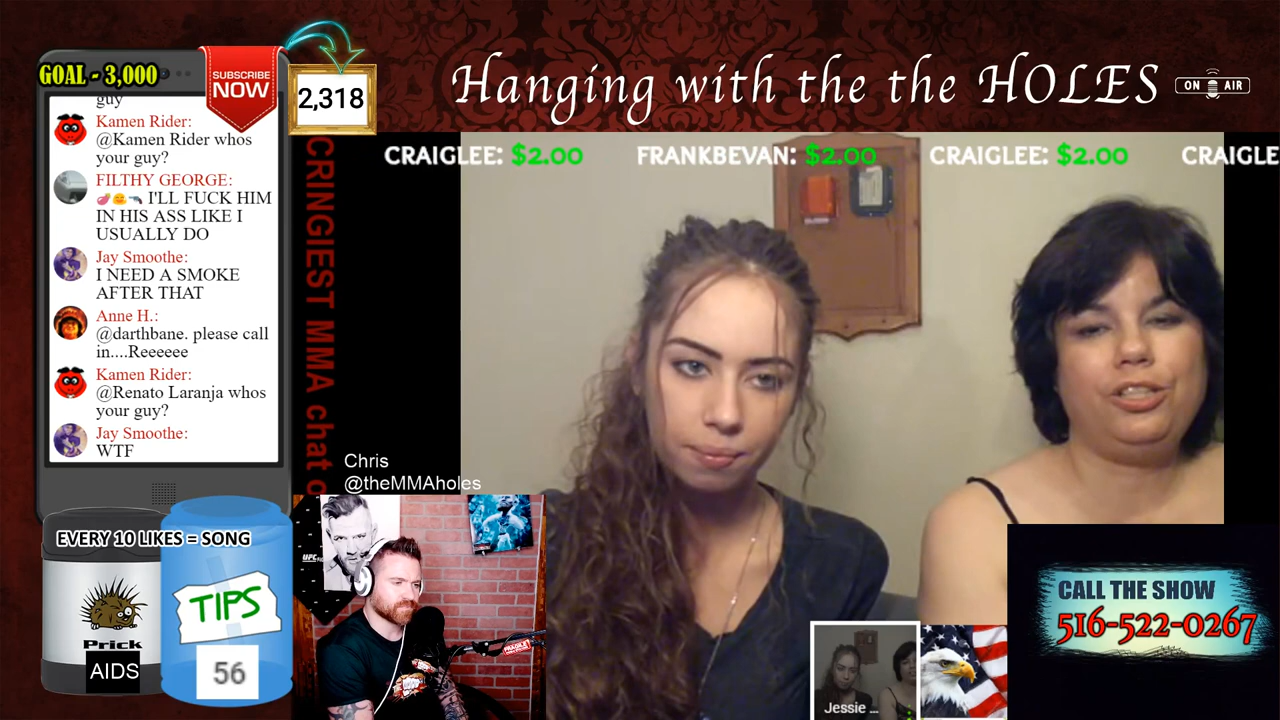 GOAL - 3,000
SUBSCRIBE
NOW
2,318
Hanging with the the HOLES
ON AIR
guy
Kamen Rider:
@Kamen Rider whos
your guy?
FILTHY GEORGE:
I'LL FUCK HIM
IN HIS ASS LIKE I
USUALLY DO
Jay Smoothe:
I NEED A SMOKE
AFTER THAT
Anne H.:
@darthbane. please call
in....Reeeeee
Kamen Rider:
@Renato Laranja whos
your guy?
Jay Smoothe:
WTF
CRAIGLEE: $2.00 FRANKBEVAN: $2.00 CRAIGLEE: $2.00 CRAIGLE
CRINGIEST MMA chat o
Chris
@theMMAholes
UFC
EVERY 10 LIKES = SONG
Prick
AIDS
TIPS
56
Jessie ...
CALL THE SHOW
516-522-0267